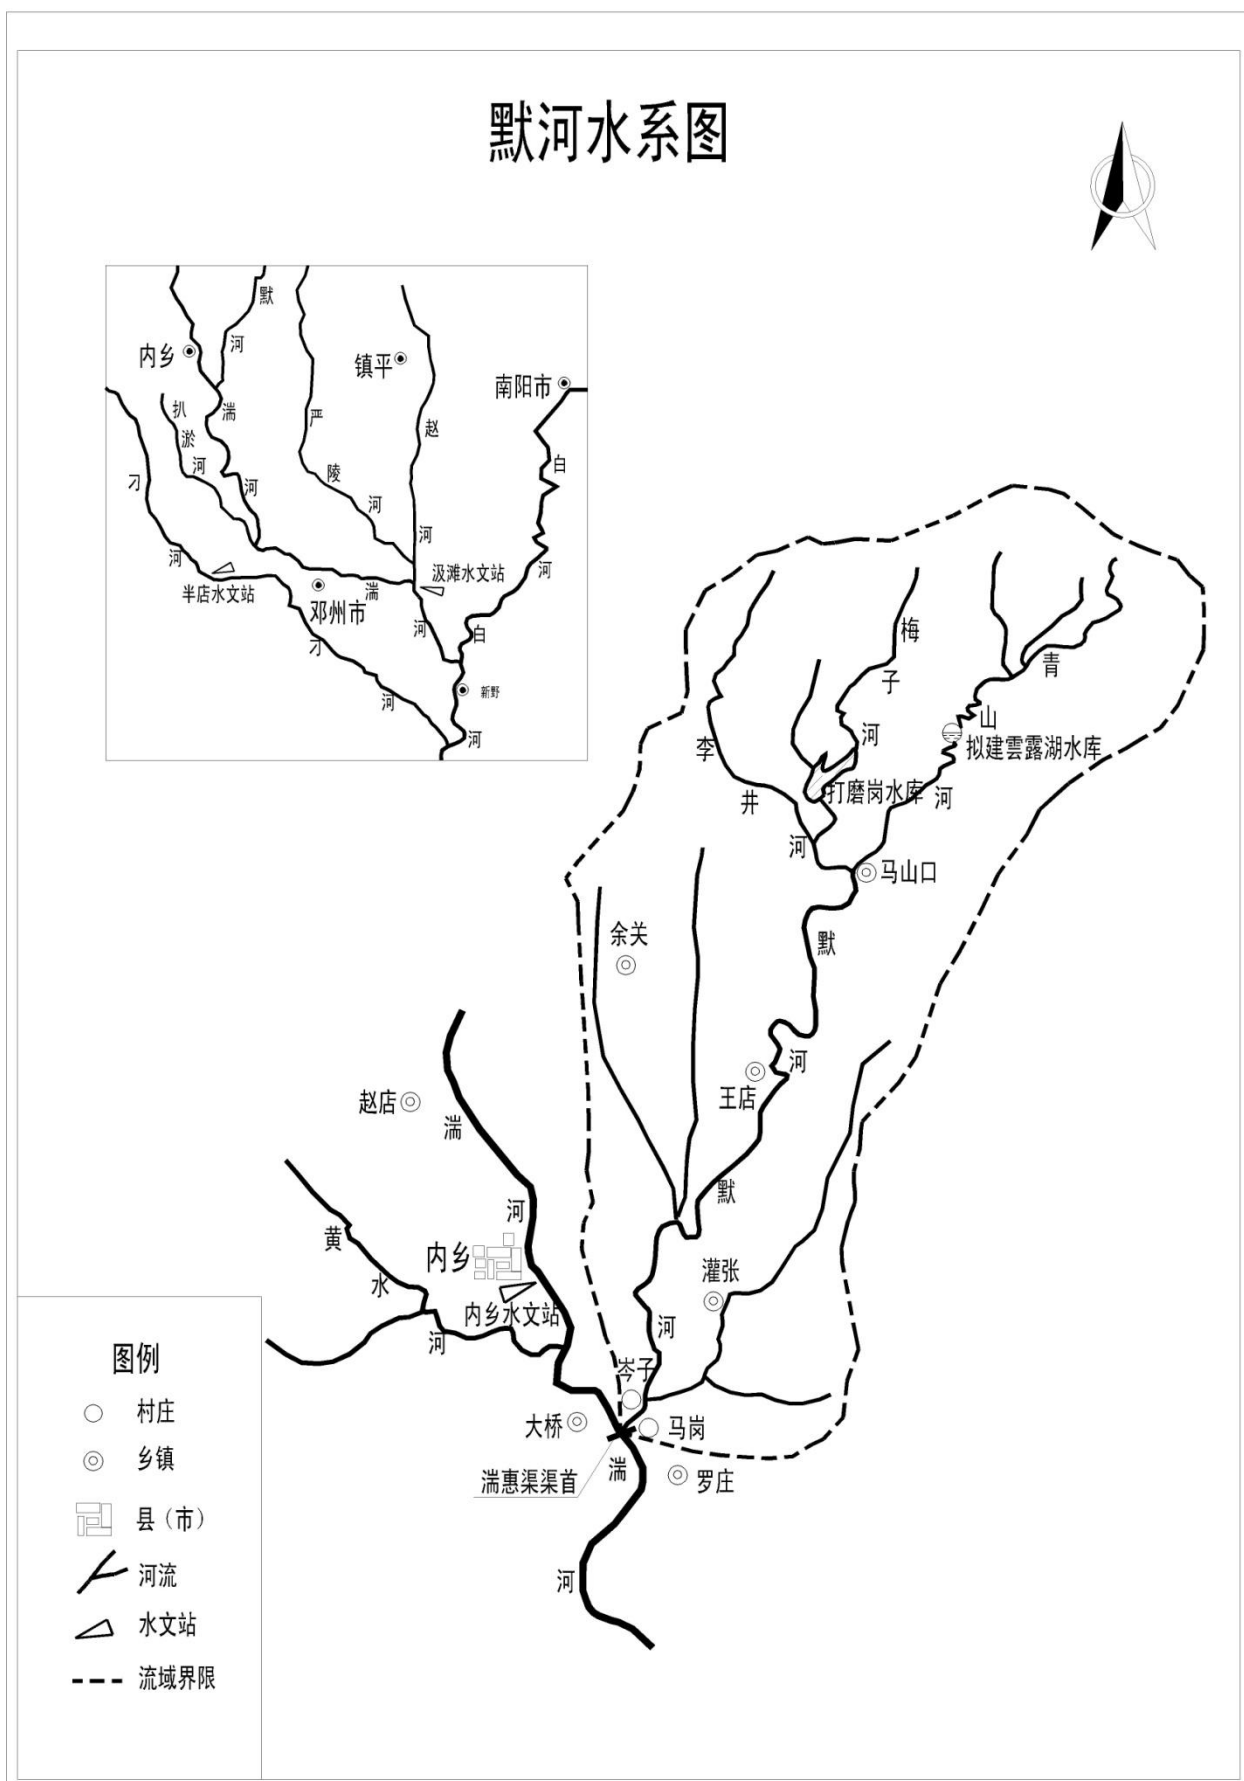 默河水系图
默河
内乡
镇平
南阳市
湍河
扒淤河
严陵河
赵河
白河
刁河
半店水文站
汲滩水文站
邓州市
湍河
白河
刁河
新野
梅子河
青山河
李井河
拟建雲露湖水库
打磨岗水库
马山口
余关
默河
王店
赵店
湍河
默河
黄水河
内乡
内乡水文站
灌张
岑子
大桥
马岗
湍惠渠渠首
湍河
罗庄
图例
村庄
乡镇
县（市）
河流
水文站
流域界限